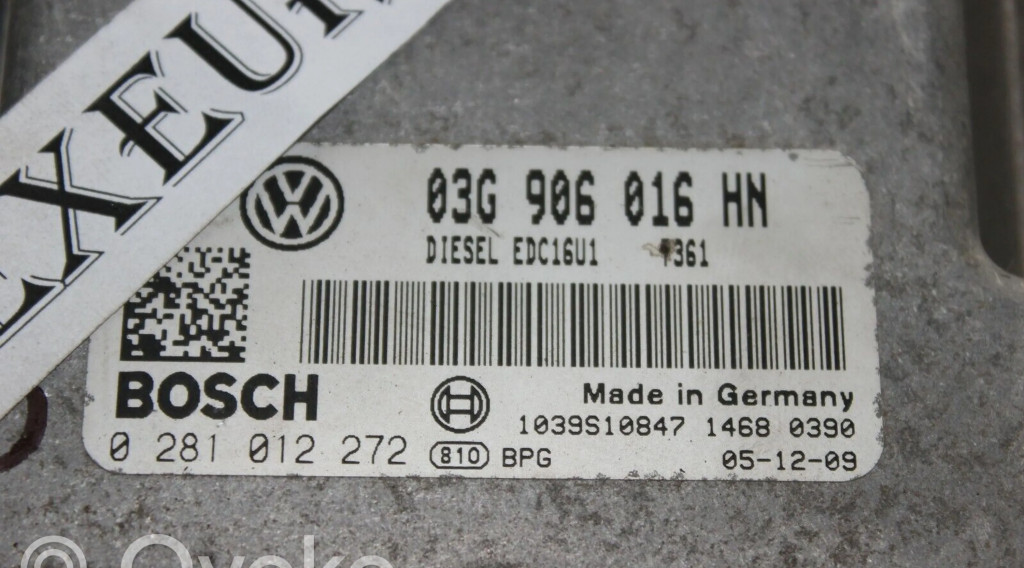 03G 906 016 HN
DIESEL EDC16U1 7361
BOSCH
Made in Germany
1039S10847 1468 0390
0 281 012 272 810 BPG 05-12-09